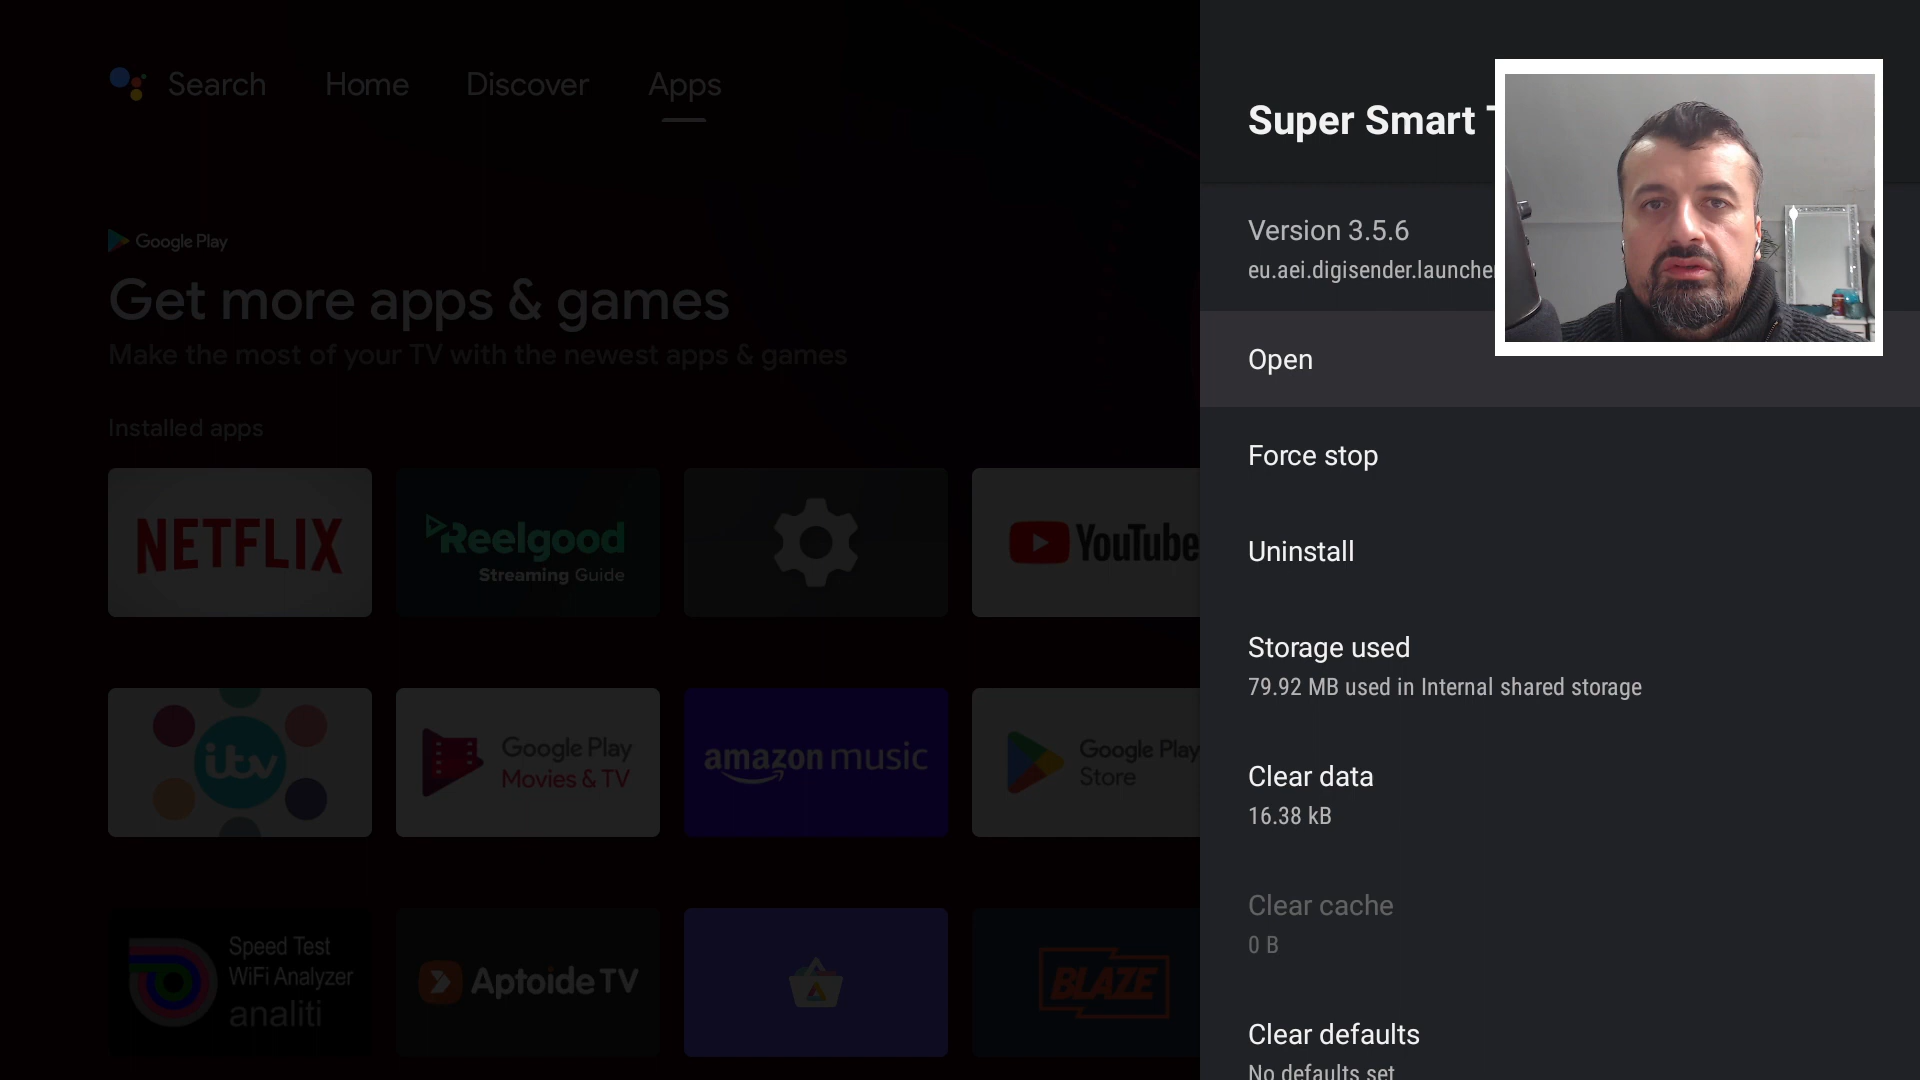 Search
Home
Discover
Apps
Google Play
Get more apps & games
Make the most of your TV with the newest apps & games
Installed apps
NETFLIX
Reelgood
Streaming Guide
YouTube
itv
Google Play
Movies & TV
amazon music
Google Play
Store
Speed Test
WiFi Analyzer
analiti
Aptoide TV
BLAZE
Super Smart
Version 3.5.6
eu.aei.digisender.launcher
Open
Force stop
Uninstall
Storage used
79.92 MB used in Internal shared storage
Clear data
16.38 kB
Clear cache
0 B
Clear defaults
No defaults set